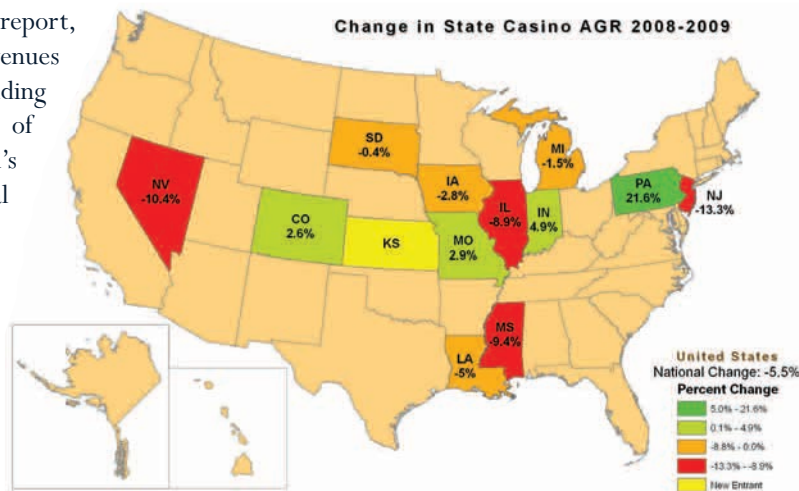 report,
enues
ding
of
's
l
Change in State Casino AGR 2008-2009
SD
-0.4%
MI
-1.5%
NV
-10.4%
IA
-2.8%
IL
-8.9%
IN
4.9%
PA
21.6%
NJ
-13.3%
CO
2.6%
KS
MO
2.9%
MS
-9.4%
LA
-5%
United States
National Change: -5.5%
Percent Change
5.0% - 21.6%
0.1% - 4.9%
-8.8% - 0.0%
-13.3% - -8.9%
New Entrant